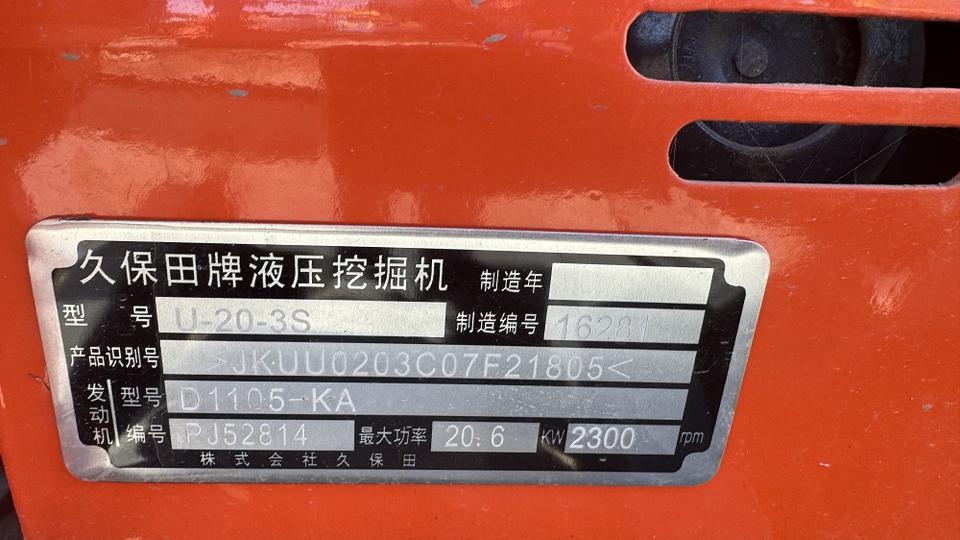 久保田牌液压挖掘机 制造年
型 号 U-20-3S 制造编号 16281
产品识别号 >JKUU0203C07F21805<
发动机 型号 D1105-KA
编号 PJ52814 最大功率 20.6 KW 2300 rpm
株式会社久保田